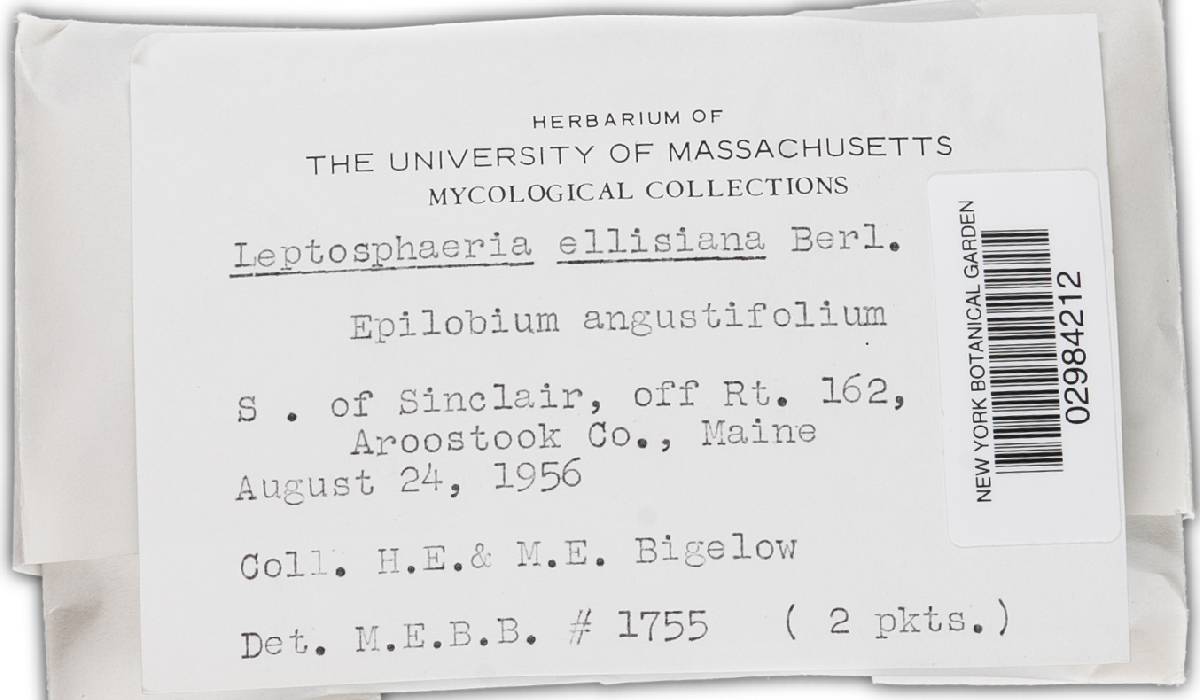 HERBARIUM OF
THE UNIVERSITY OF MASSACHUSETTS
MYCOLOGICAL COLLECTIONS
Leptosphaeria ellisiana Berl.
Epilobium angustifolium
S . of Sinclair, off Rt. 162,
Aroostook Co., Maine
August 24, 1956
Coll. H.E.& M.E. Bigelow
Det. M.E.B.B. # 1755 ( 2 pkts.)
NEW YORK BOTANICAL GARDEN
02984212